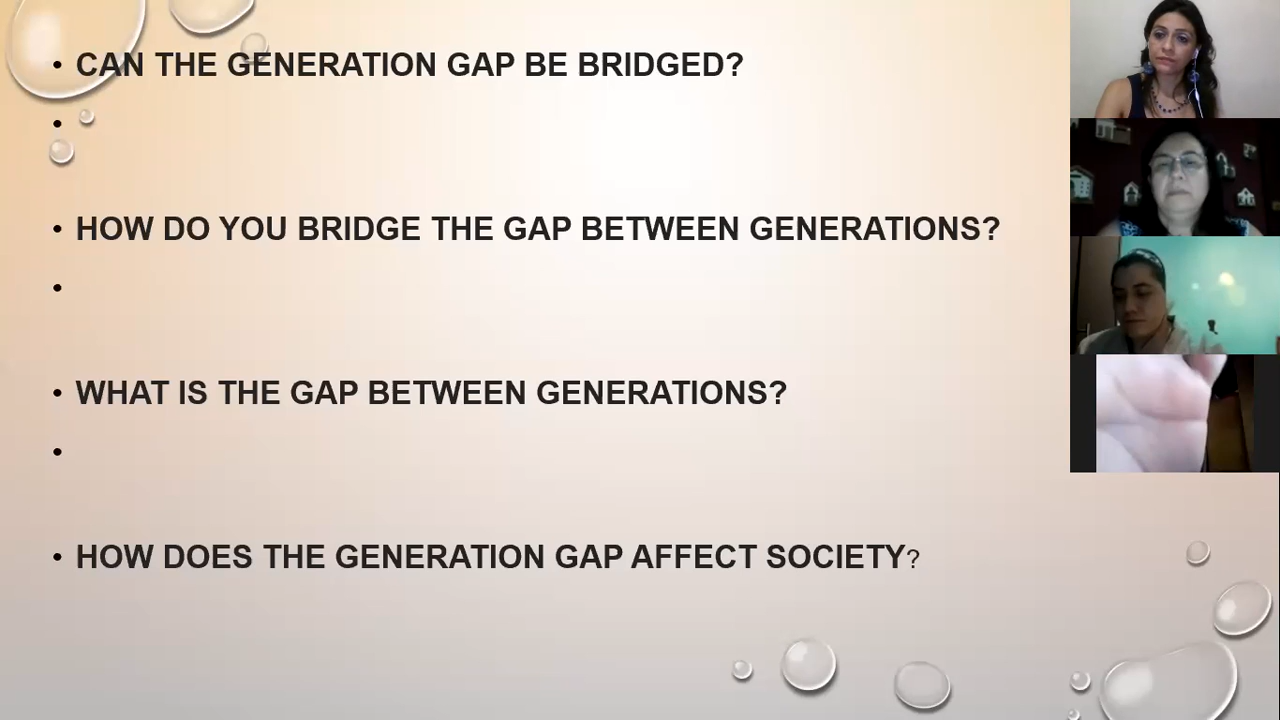 • CAN THE GENERATION GAP BE BRIDGED?
•
• HOW DO YOU BRIDGE THE GAP BETWEEN GENERATIONS?
•
• WHAT IS THE GAP BETWEEN GENERATIONS?
•
• HOW DOES THE GENERATION GAP AFFECT SOCIETY?